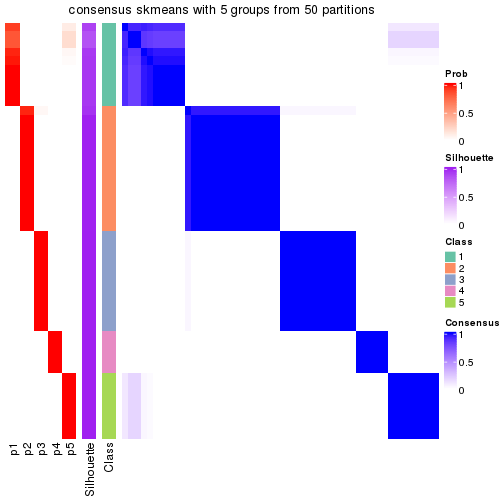 consensus skmeans with 5 groups from 50 partitions
Prob
1
0.5
0
Silhouette
1
0.5
0
Class
1
2
3
4
5
Consensus
1
0.5
0
p1
p2
p3
p4
p5
Silhouette
Class